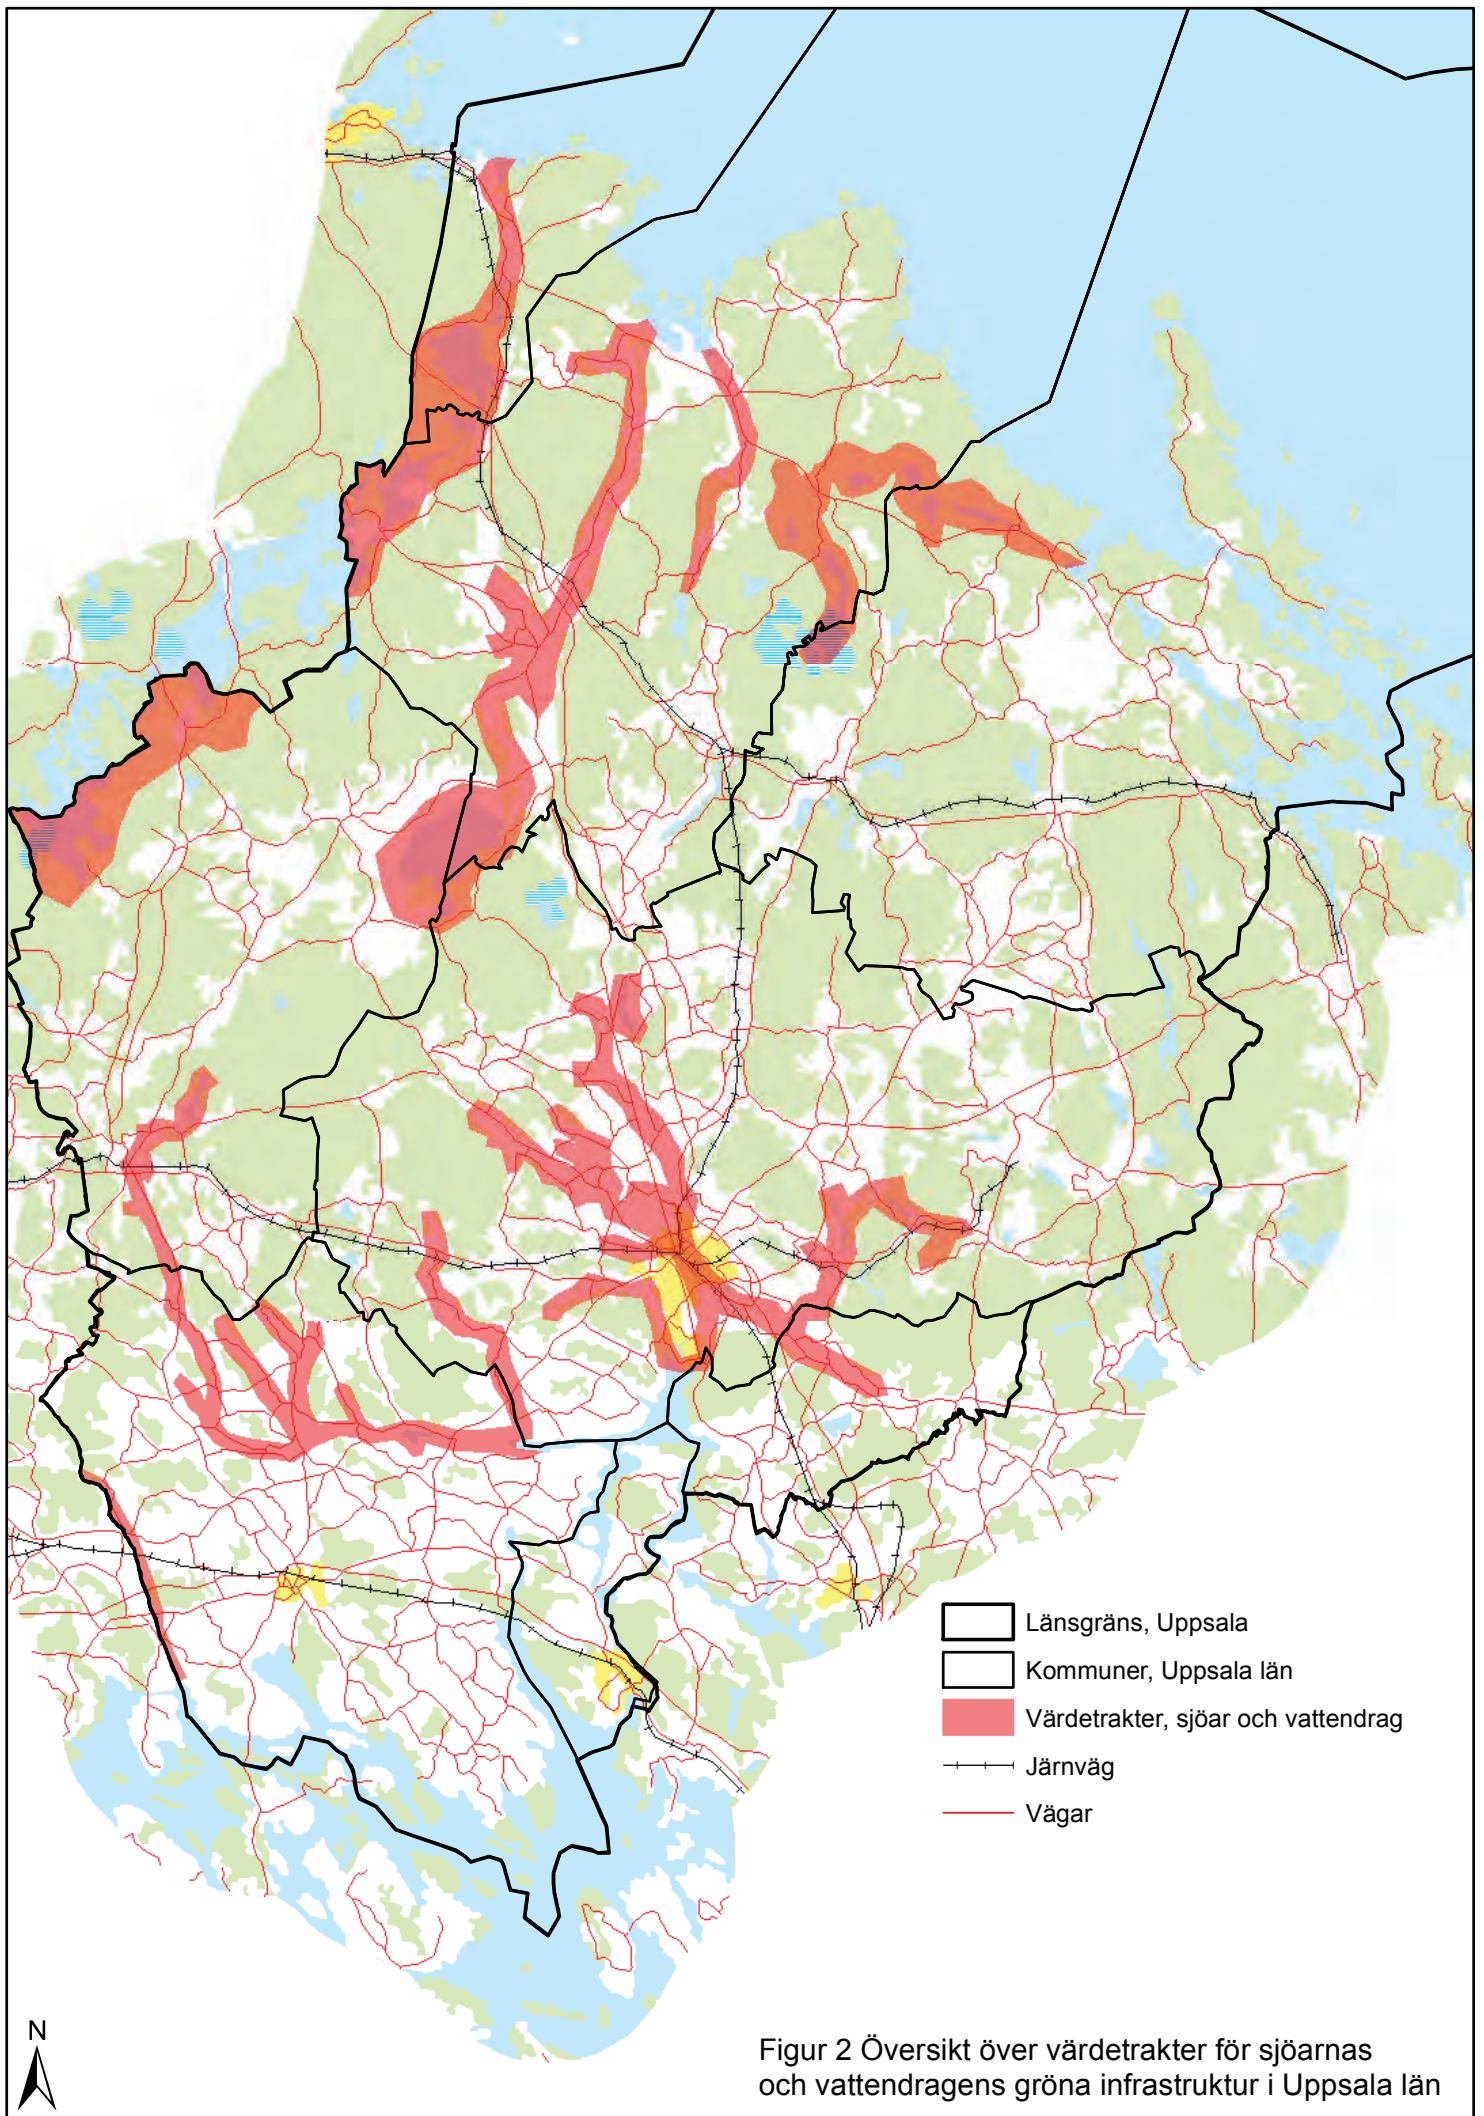 Länsgräns, Uppsala
Kommuner, Uppsala län
Värdetrakter, sjöar och vattendrag
Järnväg
Vägar
N
Figur 2 Översikt över värdetrakter för sjöarnas
och vattendragens gröna infrastruktur i Uppsala län